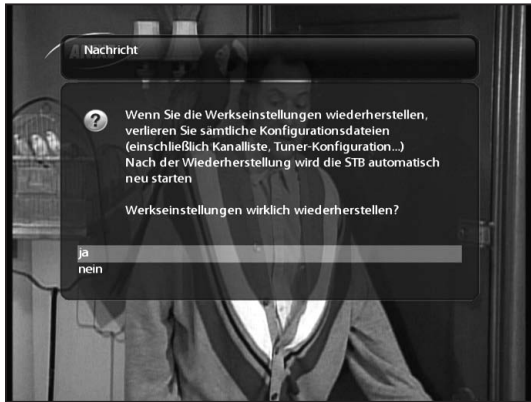 Nachricht
Wenn Sie die Werkseinstellungen wiederherstellen,
verlieren Sie sämtliche Konfigurationsdateien
(einschließlich Kanalliste, Tuner-Konfiguration...)
Nach der Wiederherstellung wird die STB automatisch
neu starten
Werkseinstellungen wirklich wiederherstellen?
ja
nein